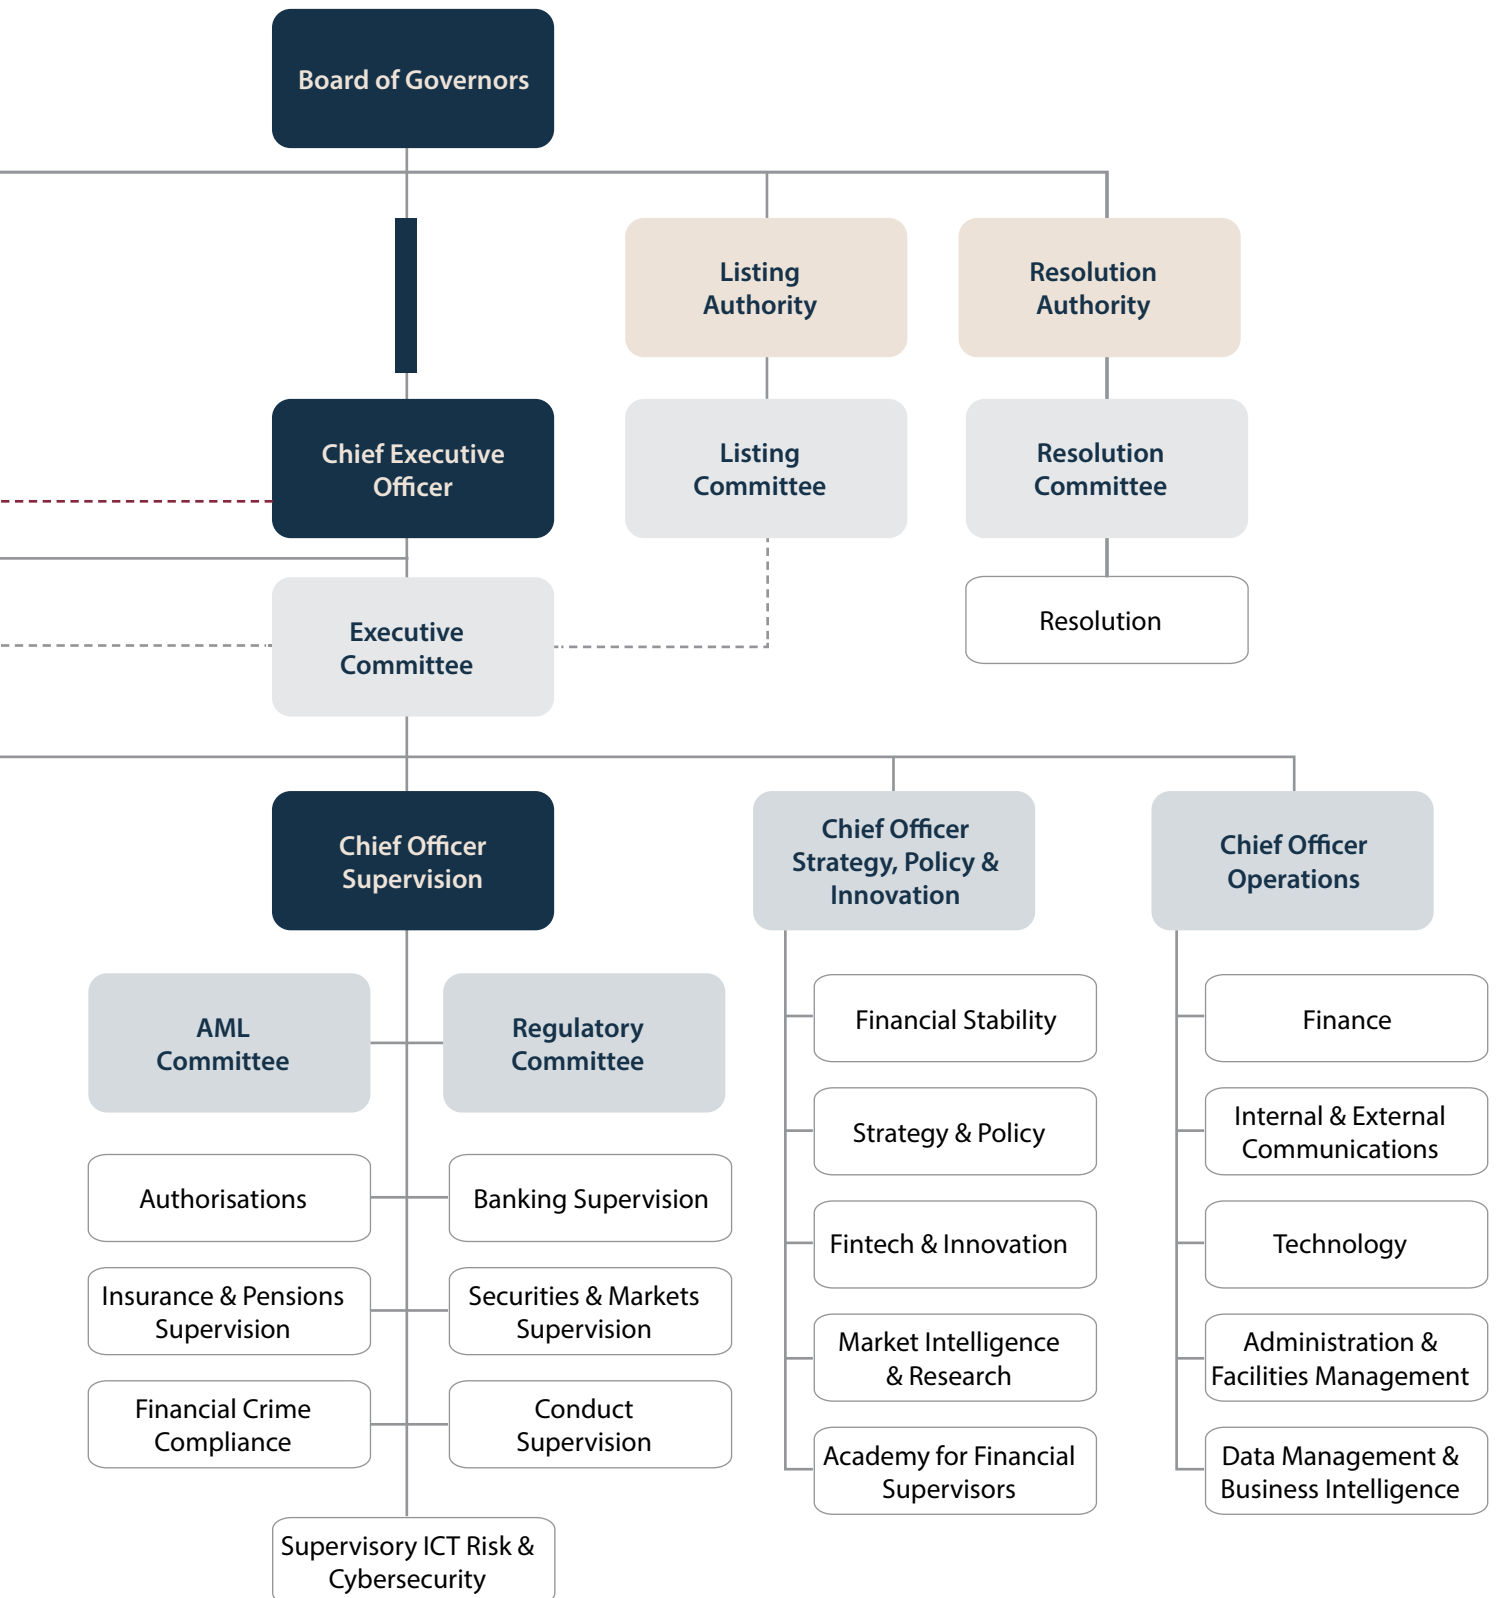 Board of Governors
Listing
Authority
Resolution
Authority
Chief Executive
Officer
Listing
Committee
Resolution
Committee
Executive
Committee
Resolution
Chief Officer
Supervision
Chief Officer
Strategy, Policy &
Innovation
Chief Officer
Operations
AML
Committee
Regulatory
Committee
Authorisations
Banking Supervision
Insurance & Pensions
Supervision
Securities & Markets
Supervision
Financial Crime
Compliance
Conduct
Supervision
Supervisory ICT Risk &
Cybersecurity
Financial Stability
Strategy & Policy
Fintech & Innovation
Market Intelligence
& Research
Academy for Financial
Supervisors
Finance
Internal & External
Communications
Technology
Administration &
Facilities Management
Data Management &
Business Intelligence